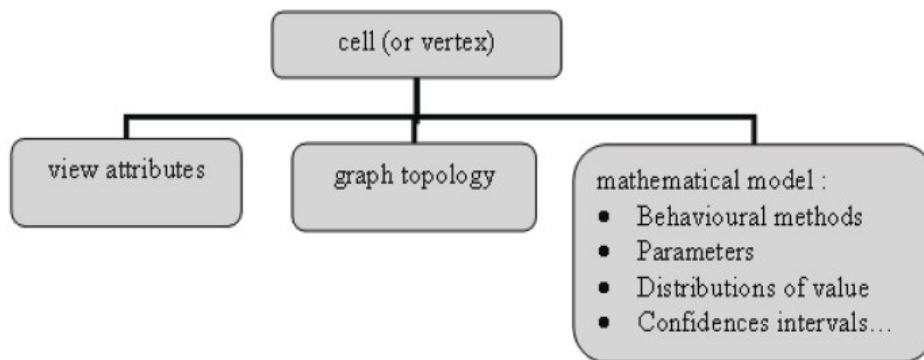 cell (or vertex)
view attributes
graph topology
mathematical model :
● Behavioural methods
● Parameters
● Distributions of value
● Confidences intervals…